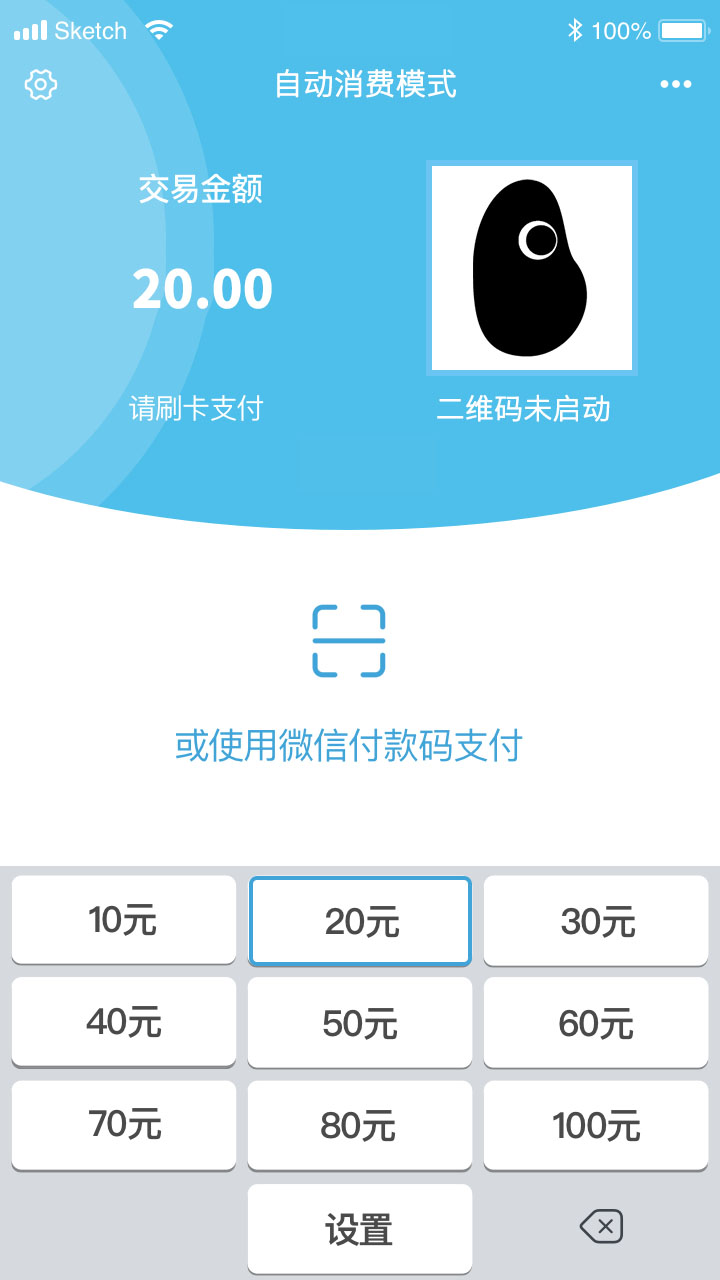 Sketch 100%
自动消费模式
交易金额
20.00
请刷卡支付
二维码未启动
或使用微信付款码支付
10元 20元 30元
40元 50元 60元
70元 80元 100元
设置